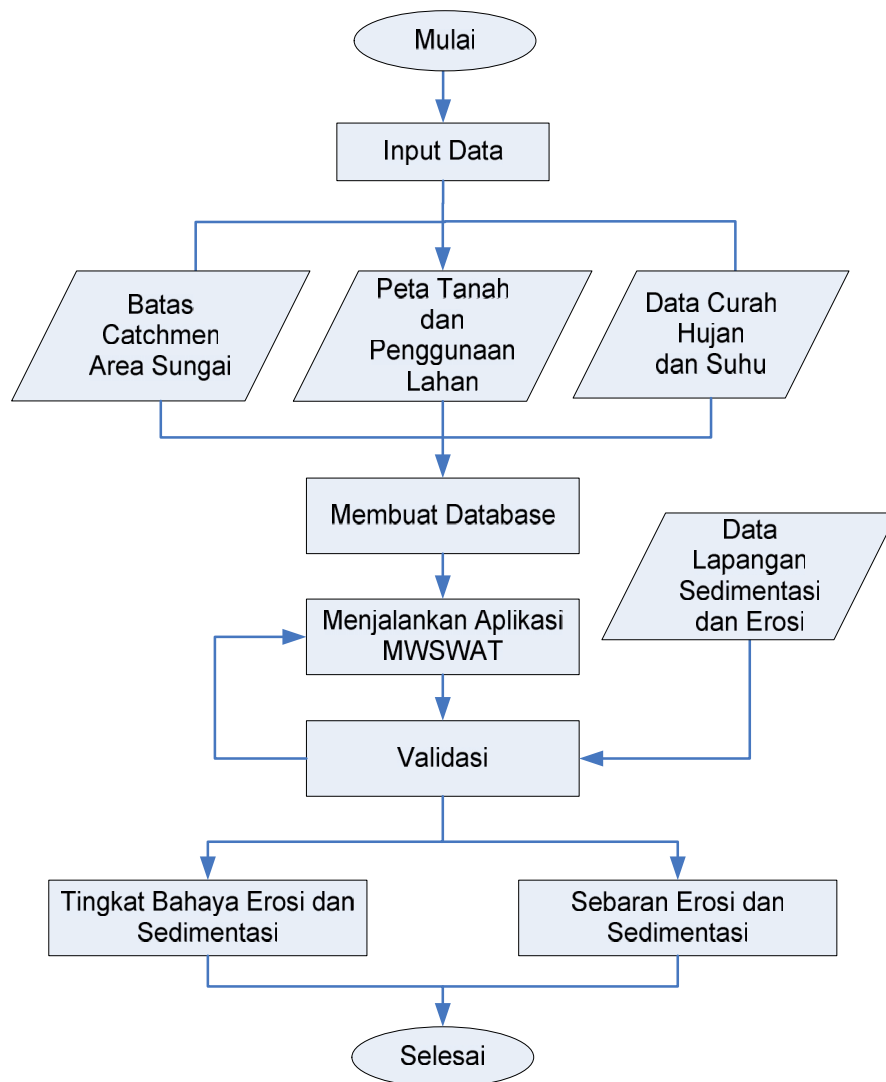 Mulai
Input Data
Batas
Catchmen
Area Sungai
Peta Tanah
dan
Penggunaan
Lahan
Data Curah
Hujan
dan Suhu
Membuat Database
Data
Lapangan
Sedimentasi
dan Erosi
Menjalankan Aplikasi
MWSWAT
Validasi
Tingkat Bahaya Erosi dan
Sedimentasi
Sebaran Erosi dan
Sedimentasi
Selesai